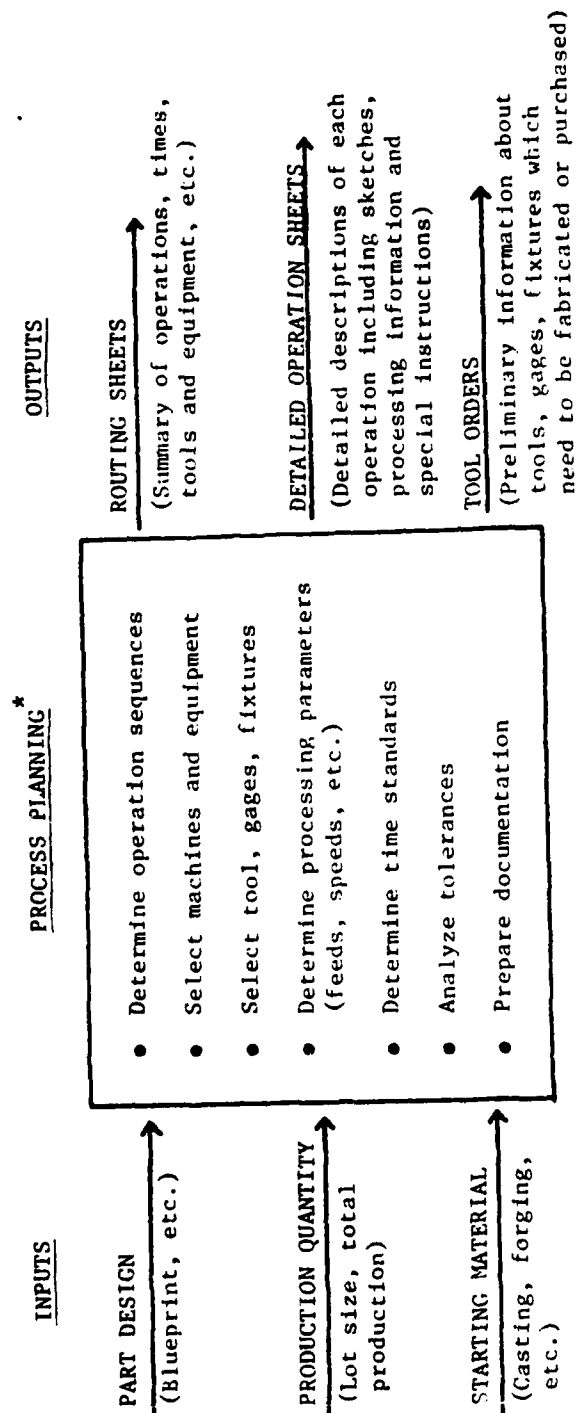 INPUTS
PART DESIGN
(Blueprint, etc.)
PRODUCTION QUANTITY
(Lot size, total
production)
STARTING MATERIAL
(Casting, forging,
etc.)
PROCESS PLANNING*
• Determine operation sequences
• Select machines and equipment
• Select tool, gages, fixtures
• Determine processing parameters
(feeds, speeds, etc.)
• Determine time standards
• Analyze tolerances
• Prepare documentation
OUTPUTS
ROUTING SHEETS
(Summary of operations, times,
tools and equipment, etc.)
DETAILED OPERATION SHEETS
(Detailed descriptions of each
operation including sketches,
processing information and
special instructions)
TOOL ORDERS
(Preliminary information about
tools, gages, fixtures which
need to be fabricated or purchased)